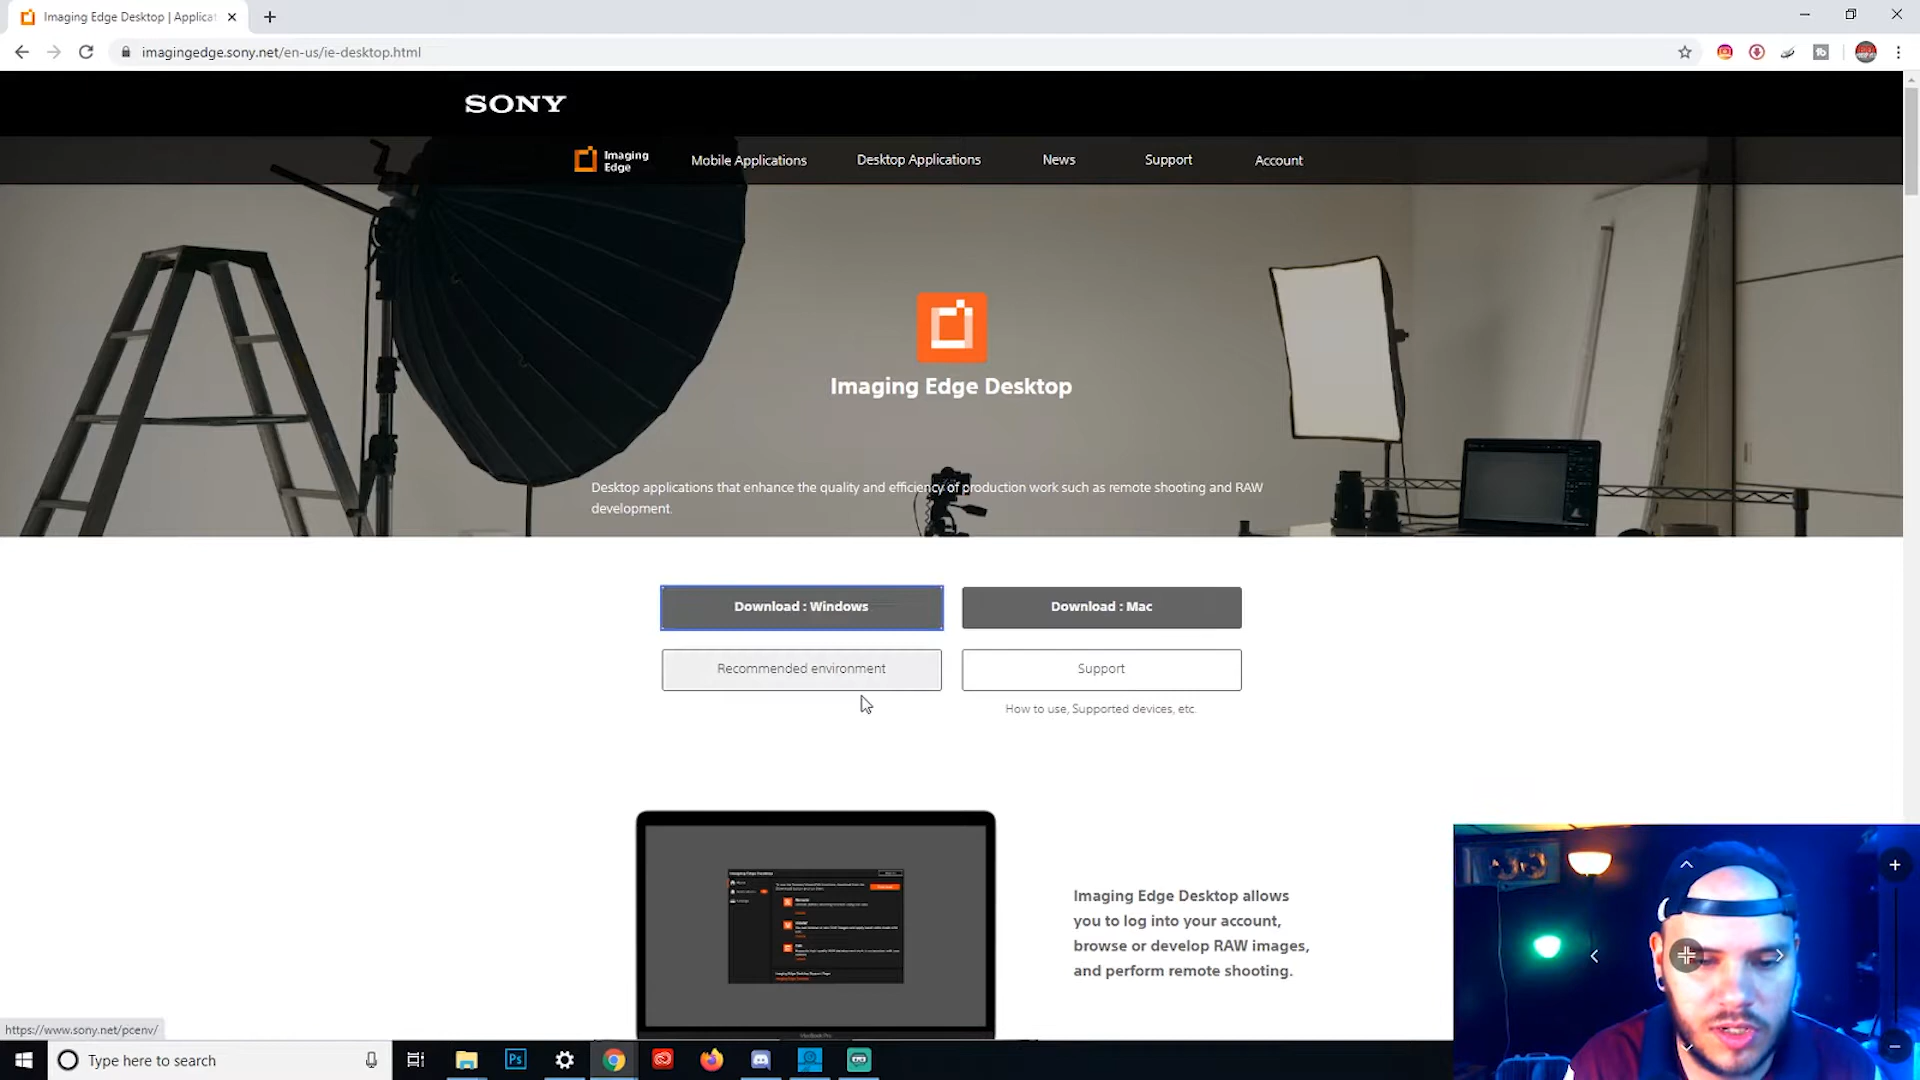 Imaging Edge Desktop | Applicat
imagingedge.sony.net/en-us/ie-desktop.html
SONY
Imaging Edge
Mobile Applications
Desktop Applications
News
Support
Account
Imaging Edge Desktop
Desktop applications that enhance the quality and efficiency of production work such as remote shooting and RAW
development.
Download : Windows
Download : Mac
Recommended environment
Support
How to use, Supported devices, etc.
Imaging Edge Desktop allows
you to log into your account,
browse or develop RAW images,
and perform remote shooting.
https://www.sony.net/pcenv/
Type here to search
Ps